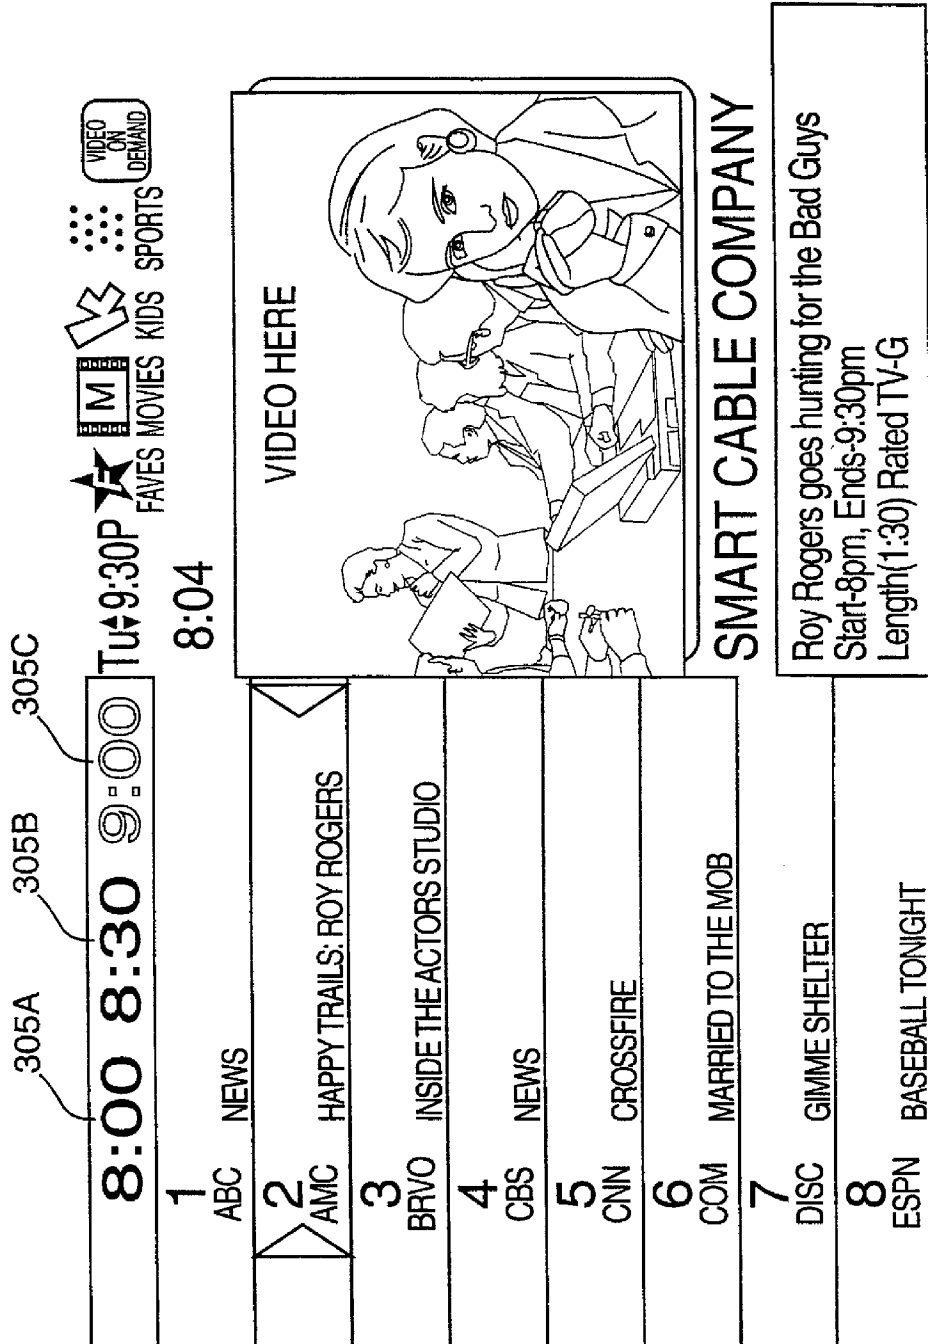 305A 305B 305C
8:00 8:30 9:00
Tu 9:30P
F
FAVES
M
MOVIES
KIDS
SPORTS
VIDEO
ON
DEMAND
8:04
1
ABC NEWS
2
AMC HAPPY TRAILS: ROY ROGERS
3
BRVO INSIDE THE ACTORS STUDIO
4
CBS NEWS
5
CNN CROSSFIRE
6
COM MARRIED TO THE MOB
7
DISC GIMME SHELTER
8
ESPN BASEBALL TONIGHT
VIDEO HERE
SMART CABLE COMPANY
Roy Rogers goes hunting for the Bad Guys
Start-8pm, Ends-9:30pm
Length(1:30) Rated TV-G